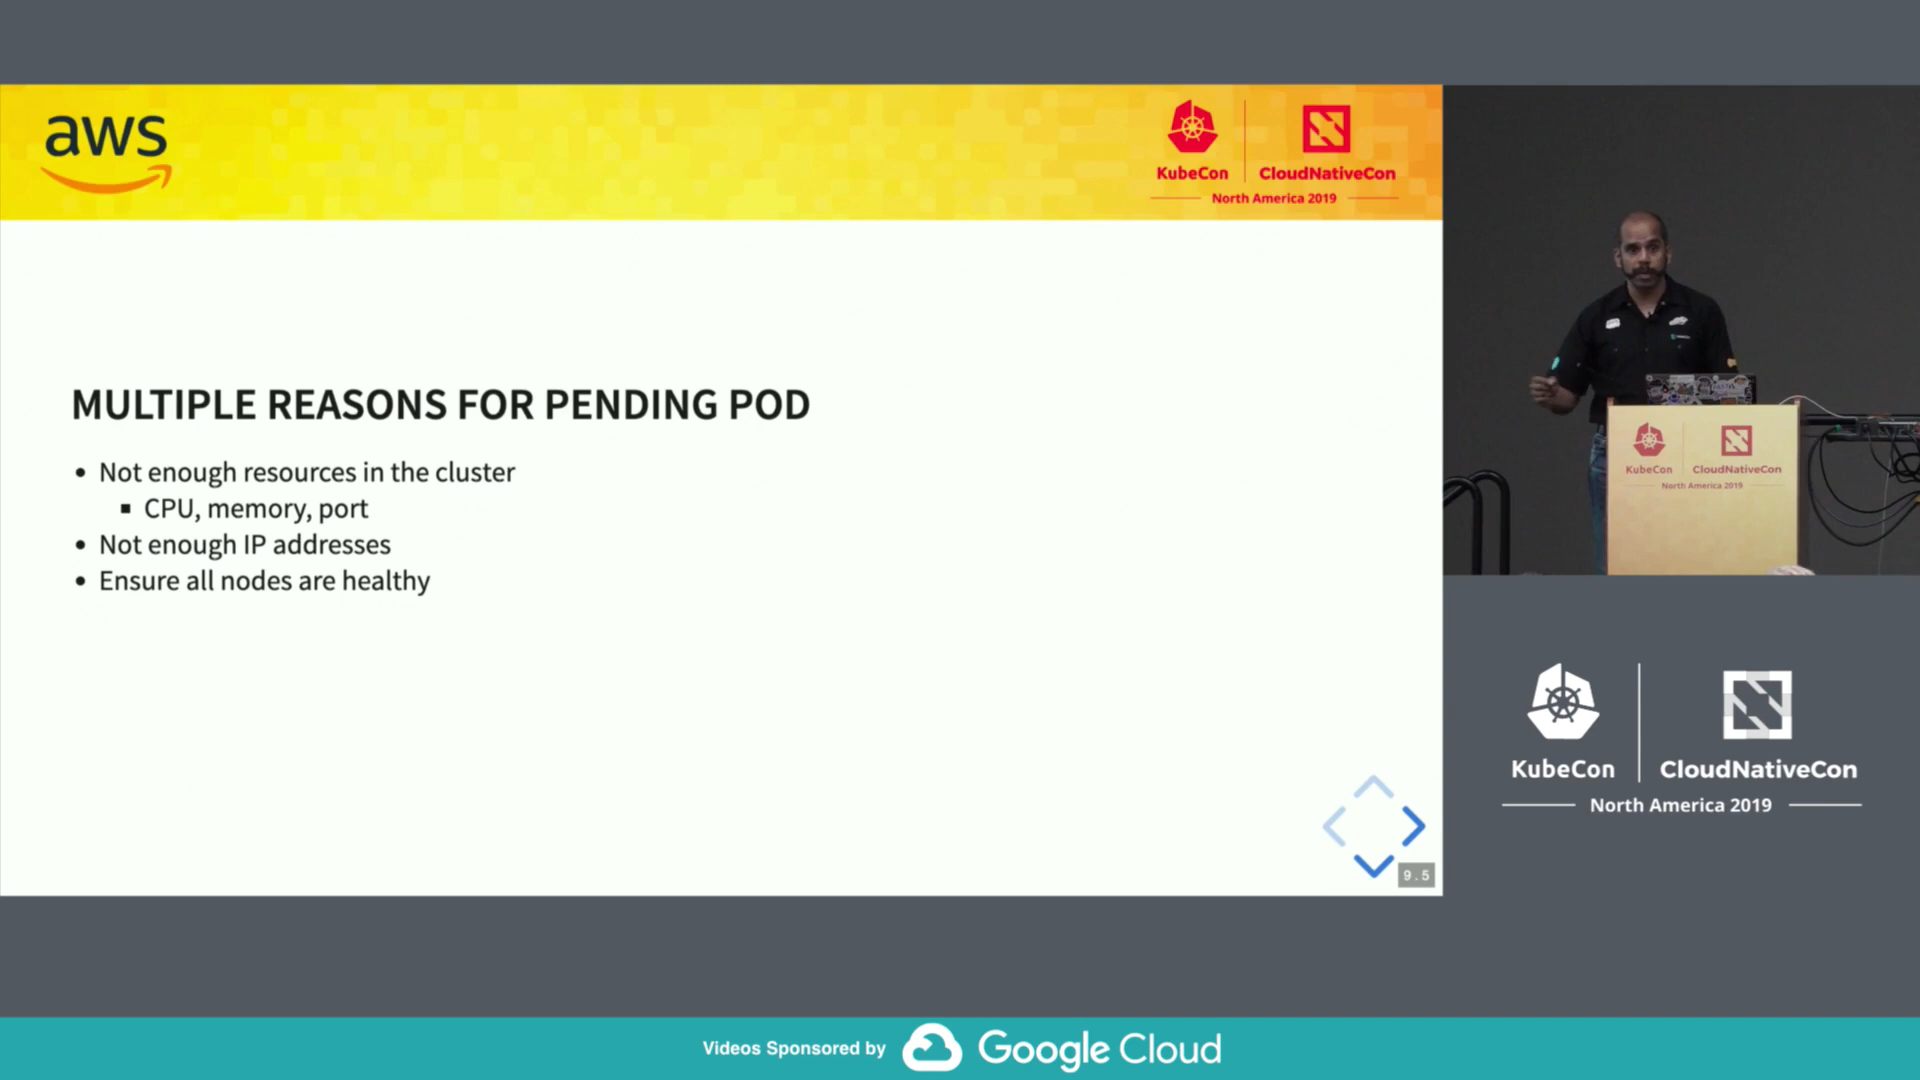 aws
KubeCon
CloudNativeCon
North America 2019
MULTIPLE REASONS FOR PENDING POD
• Not enough resources in the cluster
▪ CPU, memory, port
• Not enough IP addresses
• Ensure all nodes are healthy
9.5
KubeCon
CloudNativeCon
North America 2019
KubeCon
CloudNativeCon
North America 2019
Videos Sponsored by
Google Cloud